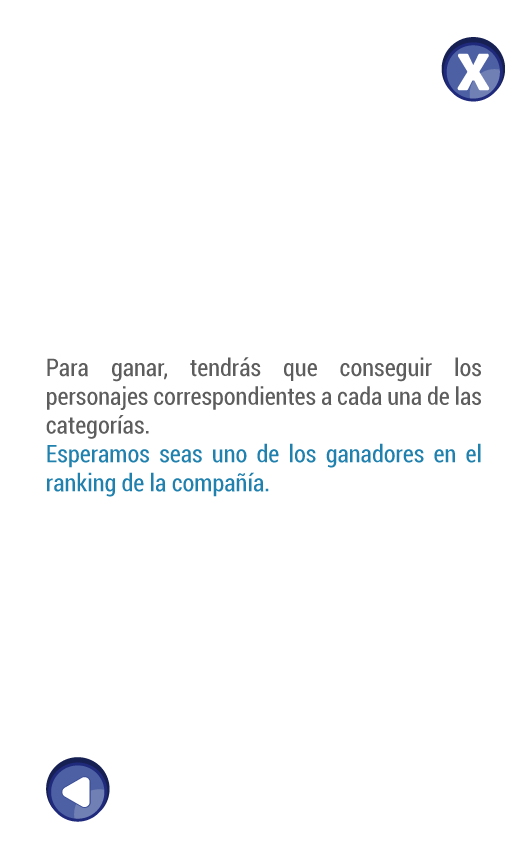 X
Para ganar, tendrás que conseguir los
personajes correspondientes a cada una de las
categorías.
Esperamos seas uno de los ganadores en el
ranking de la compañía.